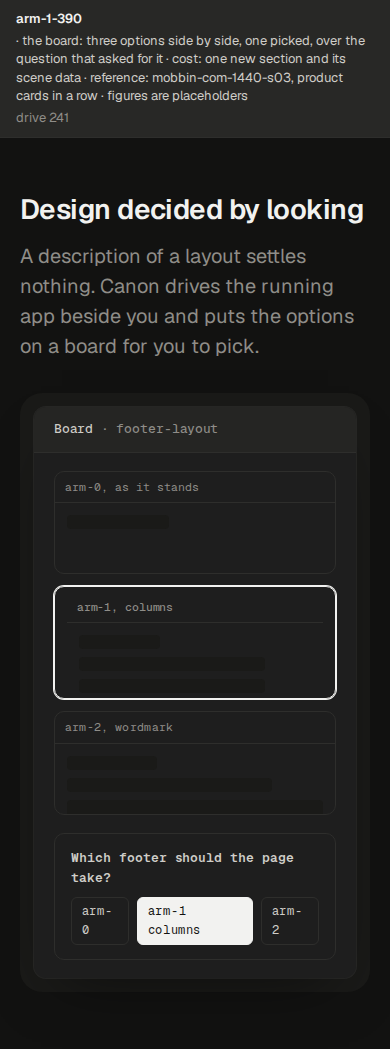 arm-1-390
· the board: three options side by side, one picked, over the
question that asked for it · cost: one new section and its
scene data · reference: mobbin-com-1440-s03, product
cards in a row · figures are placeholders
drive 241
Design decided by looking
A description of a layout settles
nothing. Canon drives the running
app beside you and puts the options
on a board for you to pick.
Board · footer-layout
arm-0, as it stands
arm-1, columns
arm-2, wordmark
Which footer should the page
take?
arm-
0
arm-1
columns
arm-
2